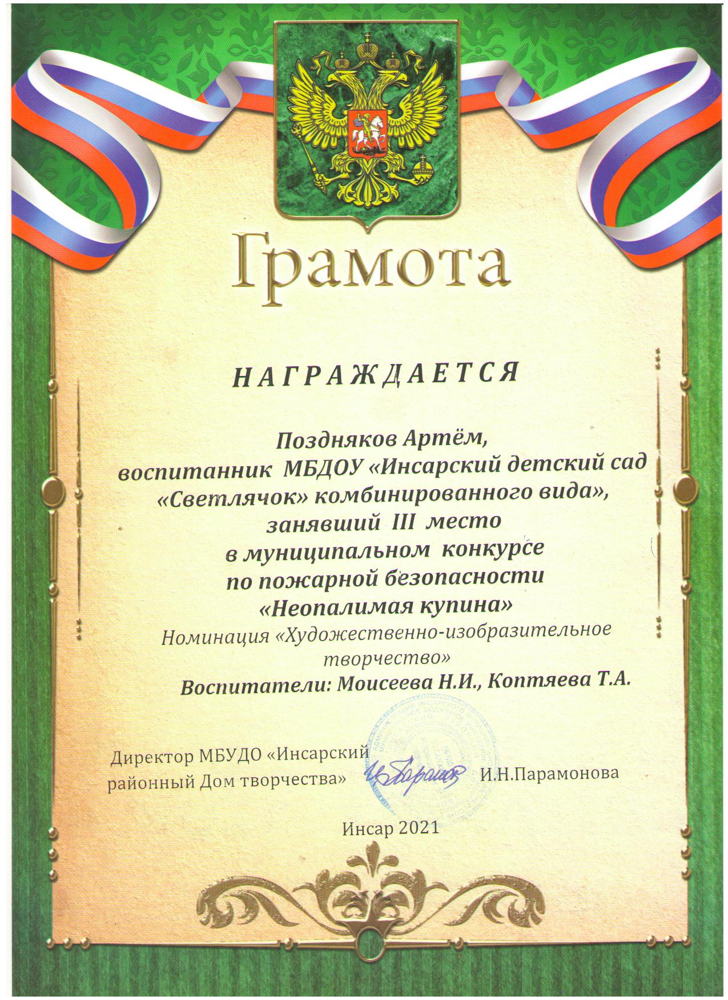 Грамота
НАГРАЖДАЕТСЯ
Поздняков Артём,
воспитанник МБДОУ «Инсарский детский сад
«Светлячок» комбинированного вида»,
занявший III место
в муниципальном конкурсе
по пожарной безопасности
«Неопалимая купина»
Номинация «Художественно-изобразительное
творчество»
Воспитатели: Моисеева Н.И., Коптяева Т.А.
Директор МБУДО «Инсарский
районный Дом творчества» И.Н.Парамонова
Инсар 2021